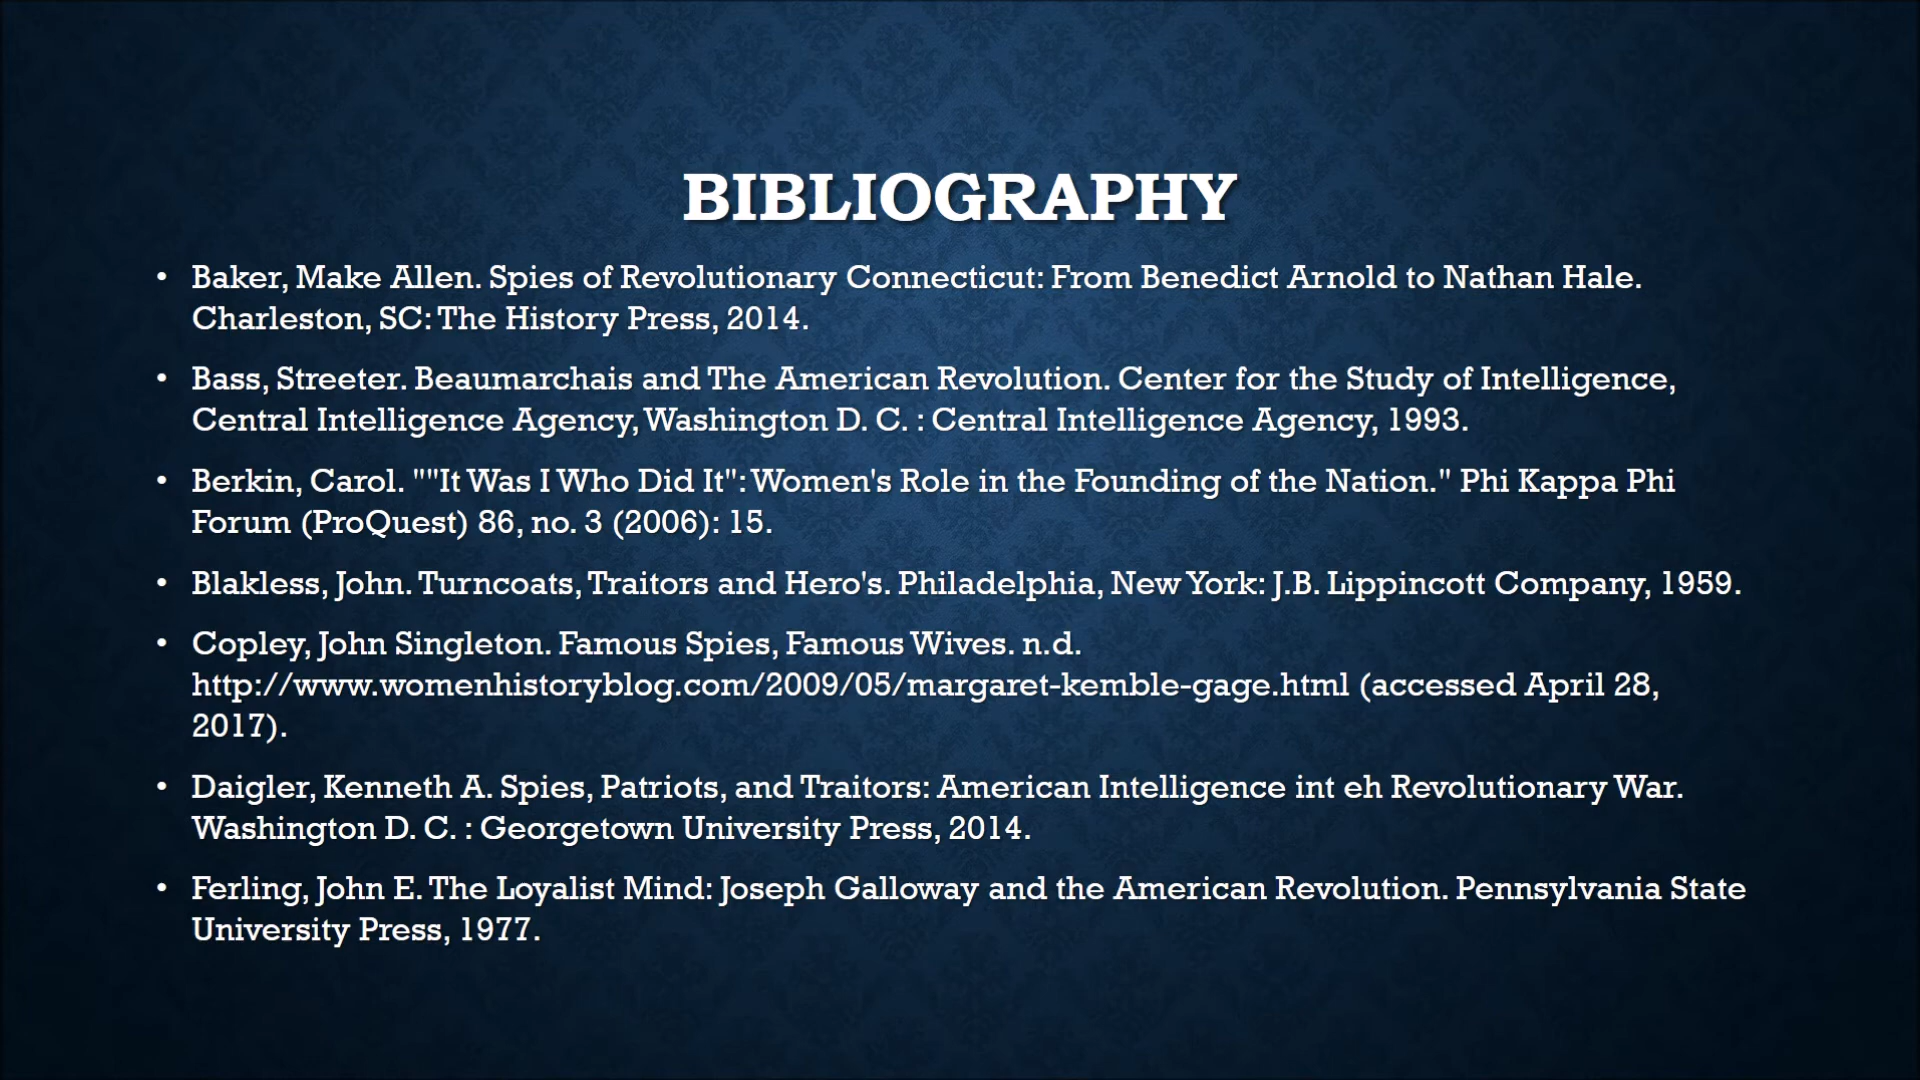 BIBLIOGRAPHY
• Baker, Make Allen. Spies of Revolutionary Connecticut: From Benedict Arnold to Nathan Hale.
Charleston, SC: The History Press, 2014.
• Bass, Streeter. Beaumarchais and The American Revolution. Center for the Study of Intelligence,
Central Intelligence Agency, Washington D. C. : Central Intelligence Agency, 1993.
• Berkin, Carol. ""It Was I Who Did It": Women's Role in the Founding of the Nation." Phi Kappa Phi
Forum (ProQuest) 86, no. 3 (2006): 15.
• Blakless, John. Turncoats, Traitors and Hero's. Philadelphia, New York: J.B. Lippincott Company, 1959.
• Copley, John Singleton. Famous Spies, Famous Wives. n.d.
http://www.womenhistoryblog.com/2009/05/margaret-kemble-gage.html (accessed April 28,
2017).
• Daigler, Kenneth A. Spies, Patriots, and Traitors: American Intelligence int eh Revolutionary War.
Washington D. C. : Georgetown University Press, 2014.
• Ferling, John E. The Loyalist Mind: Joseph Galloway and the American Revolution. Pennsylvania State
University Press, 1977.